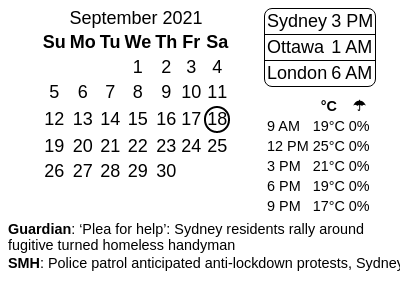 September 2021
Su Mo Tu We Th Fr Sa
1 2 3 4
5 6 7 8 9 10 11
12 13 14 15 16 17 18
19 20 21 22 23 24 25
26 27 28 29 30
Sydney 3 PM
Ottawa 1 AM
London 6 AM
°C ☂
9 AM 19°C 0%
12 PM 25°C 0%
3 PM 21°C 0%
6 PM 19°C 0%
9 PM 17°C 0%
Guardian: ‘Plea for help’: Sydney residents rally around
fugitive turned homeless handyman
SMH: Police patrol anticipated anti-lockdown protests, Sydney